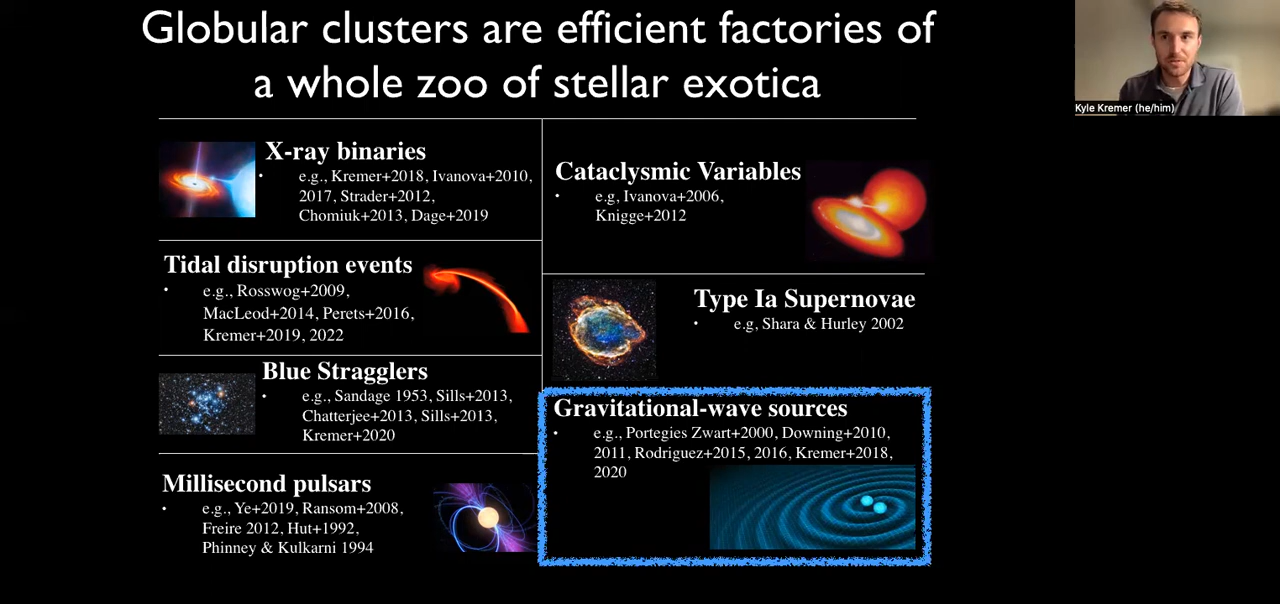 Globular clusters are efficient factories of
a whole zoo of stellar exotica
Kyle Kremer (he/him)
X-ray binaries
• e.g., Kremer+2018, Ivanova+2010,
2017, Strader+2012,
Chomiuk+2013, Dage+2019
Tidal disruption events
• e.g., Rosswog+2009,
MacLeod+2014, Perets+2016,
Kremer+2019, 2022
Blue Stragglers
• e.g., Sandage 1953, Sills+2013,
Chatterjee+2013, Sills+2013,
Kremer+2020
Millisecond pulsars
• e.g., Ye+2019, Ransom+2008,
Freire 2012, Hut+1992,
Phinney & Kulkarni 1994
Cataclysmic Variables
• e.g, Ivanova+2006,
Knigge+2012
Type Ia Supernovae
• e.g, Shara & Hurley 2002
Gravitational-wave sources
• e.g., Portegies Zwart+2000, Downing+2010,
2011, Rodriguez+2015, 2016, Kremer+2018,
2020